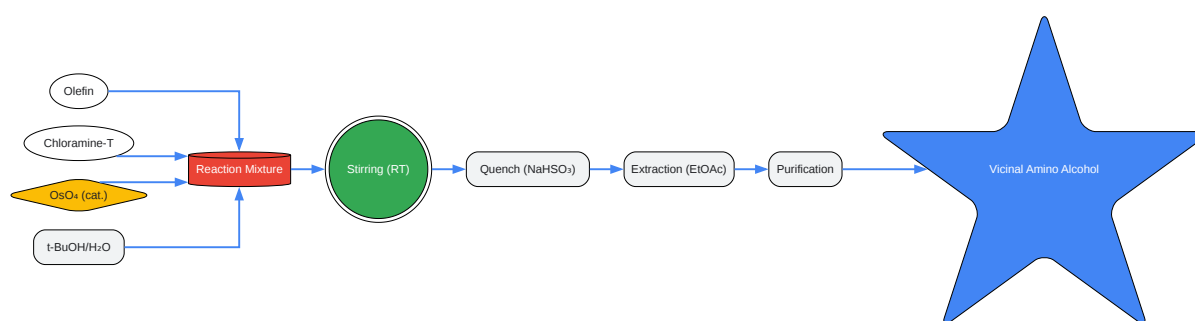 Olefin
Chloramine-T
OsO₄ (cat.)
t-BuOH/H₂O
Reaction Mixture
Stirring (RT)
Quench (NaHSO₃)
Extraction (EtOAc)
Purification
Vicinal Amino Alcohol